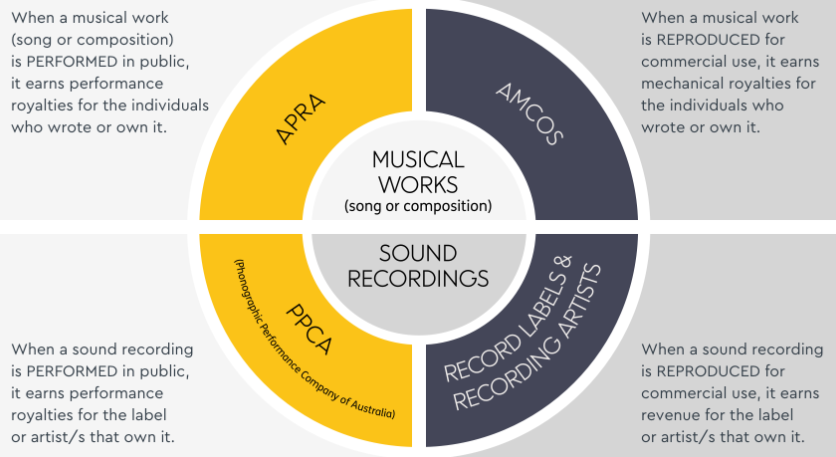 When a musical work
(song or composition)
is PERFORMED in public,
it earns performance
royalties for the individuals
who wrote or own it.
When a musical work
is REPRODUCED for
commercial use, it earns
mechanical royalties for
the individuals who
wrote or own it.
APRA
AMCOS
MUSICAL
WORKS
(song or composition)
SOUND
RECORDINGS
PPCA
(Phonographic Performance Company of Australia)
RECORD LABELS &
RECORDING ARTISTS
When a sound recording
is PERFORMED in public,
it earns performance
royalties for the label
or artist/s that own it.
When a sound recording
is REPRODUCED for
commercial use, it earns
revenue for the label
or artist/s that own it.